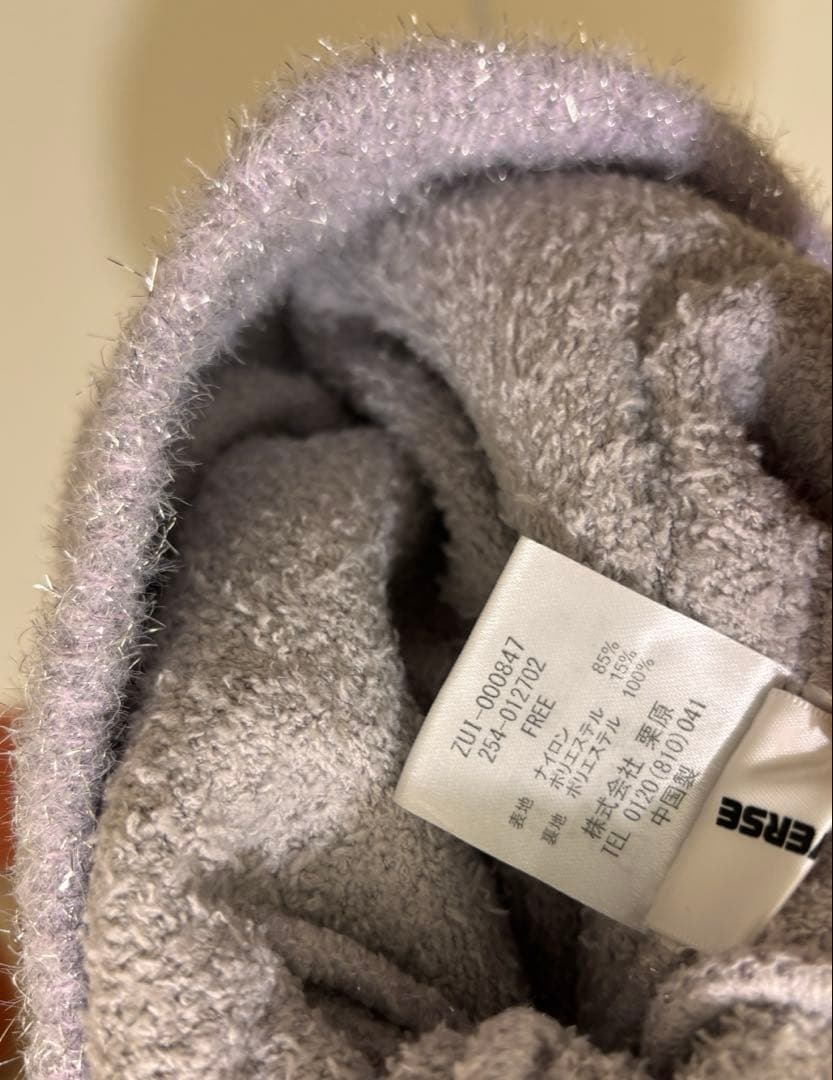 ZUI-000847
254-012702
FREE
表地 ナイロン 85%
ポリエステル 15%
裏地 ポリエステル 100%
株式会社 栗原
TEL 0120(810)041
中国製
ERSE